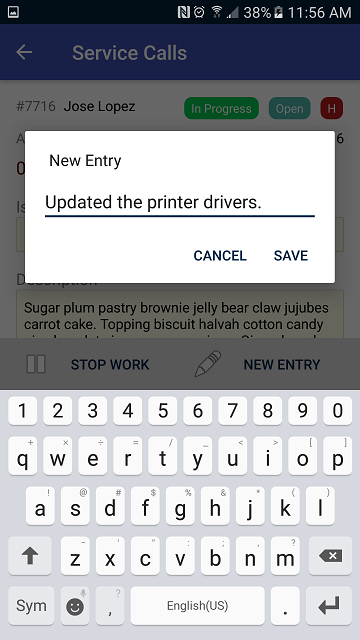 38% 11:56 AM
Service Calls
#7716 Jose Lopez In Progress Open H
New Entry
Updated the printer drivers.
CANCEL SAVE
Description
Sugar plum pastry brownie jelly bear claw jujubes
carrot cake. Topping biscuit halvah cotton candy
STOP WORK NEW ENTRY
1 2 3 4 5 6 7 8 9 0
+ × ÷ = / _ < > [ ]
q w e r t y u i o p
! @ # $ % & * ( )
a s d f g h j k l
- ' " : ; , ?
z x c v b n m
Sym , ? English(US) .